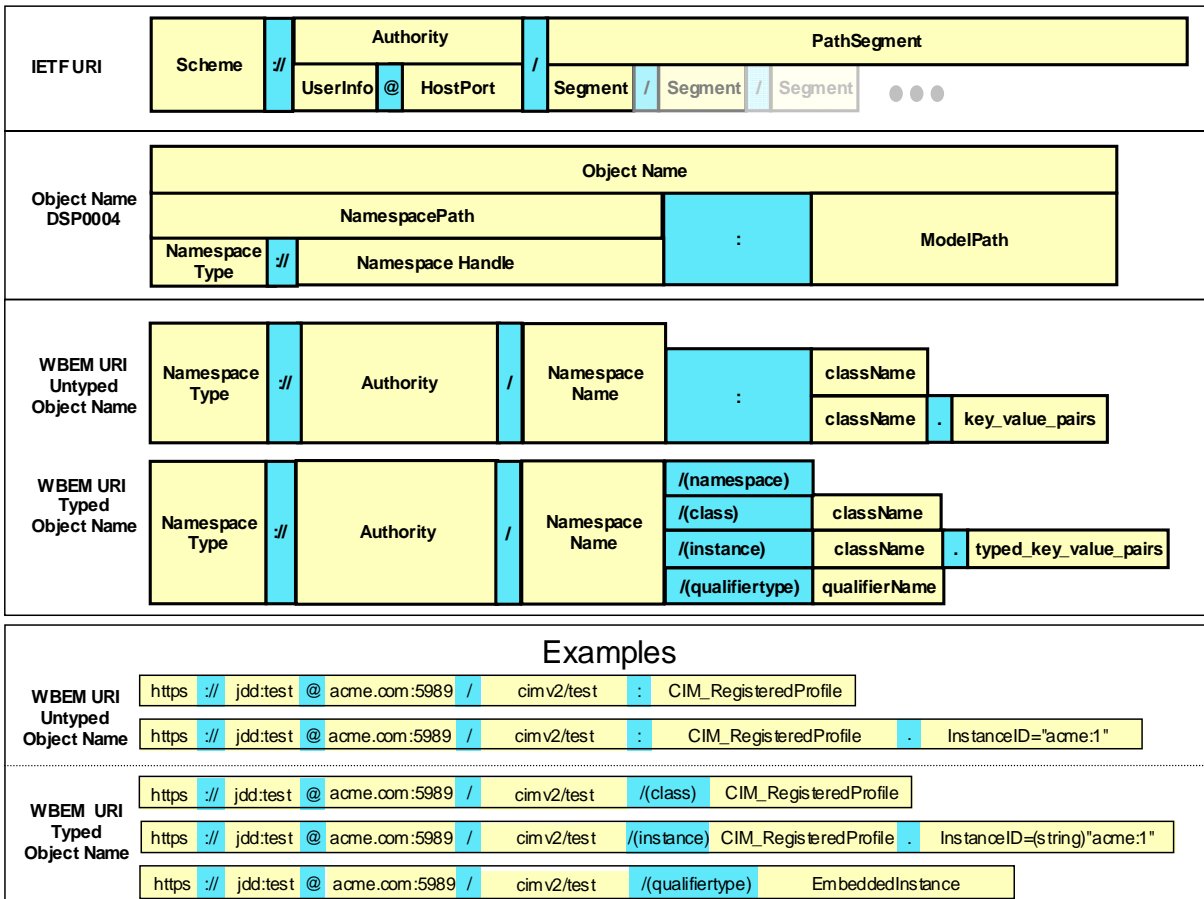 IETF URI
Scheme :// Authority / PathSegment
UserInfo @ HostPort Segment / Segment / Segment
Object Name
DSP0004
Object Name
NamespacePath : ModelPath
Namespace
Type :// Namespace Handle
WBEM URI
Untyped
Object Name
Namespace
Type :// Authority / Namespace
Name : className
className . key_value_pairs
WBEM URI
Typed
Object Name
Namespace
Type :// Authority / Namespace
Name
/(namespace)
/(class) className
/(instance) className . typed_key_value_pairs
/(qualifiertype) qualifierName
Examples
WBEM URI
Untyped
Object Name
https :// jdd:test @ acme.com:5989 / cimv2/test : CIM_RegisteredProfile
https :// jdd:test @ acme.com:5989 / cimv2/test : CIM_RegisteredProfile . InstanceID="acme:1"
WBEM URI
Typed
Object Name
https :// jdd:test @ acme.com:5989 / cimv2/test /(class) CIM_RegisteredProfile
https :// jdd:test @ acme.com:5989 / cimv2/test /(instance) CIM_RegisteredProfile . InstanceID=(string)"acme:1"
https :// jdd:test @ acme.com:5989 / cimv2/test /(qualifiertype) EmbeddedInstance